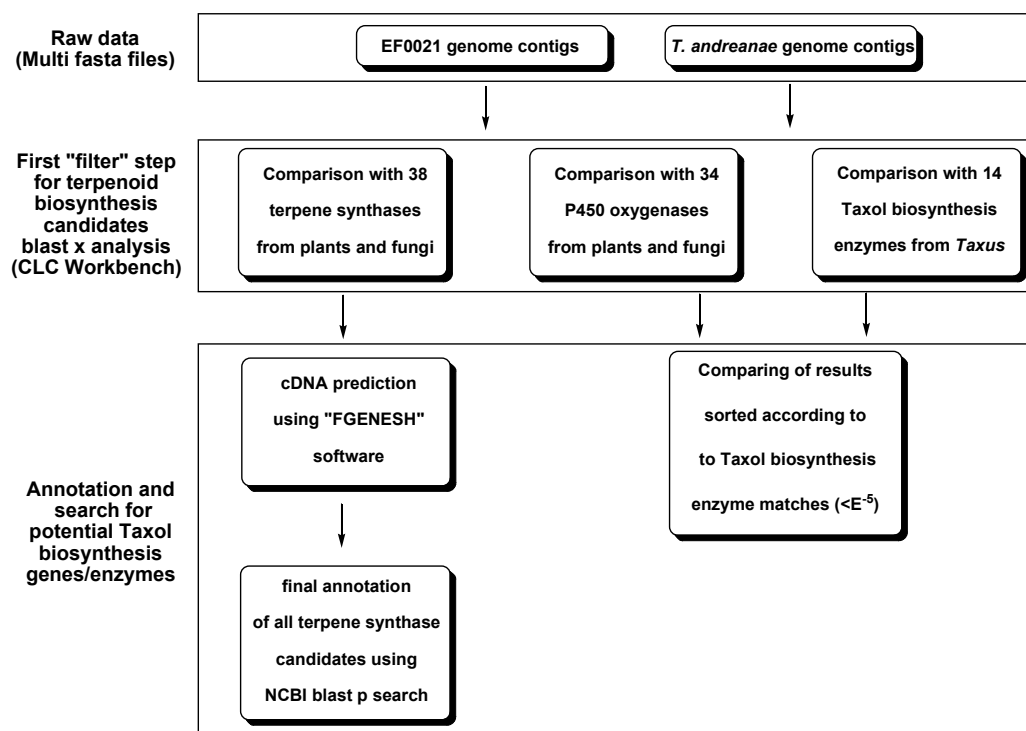 Raw data
(Multi fasta files)
EF0021 genome contigs
T. andreanae genome contigs
First "filter" step
for terpenoid
biosynthesis
candidates
blast x analysis
(CLC Workbench)
Comparison with 38
terpene synthases
from plants and fungi
Comparison with 34
P450 oxygenases
from plants and fungi
Comparison with 14
Taxol biosynthesis
enzymes from Taxus
Annotation and
search for
potential Taxol
biosynthesis
genes/enzymes
cDNA prediction
using "FGENESH"
software
final annotation
of all terpene synthase
candidates using
NCBI blast p search
Comparing of results
sorted according to
to Taxol biosynthesis
enzyme matches (<E⁻⁵)